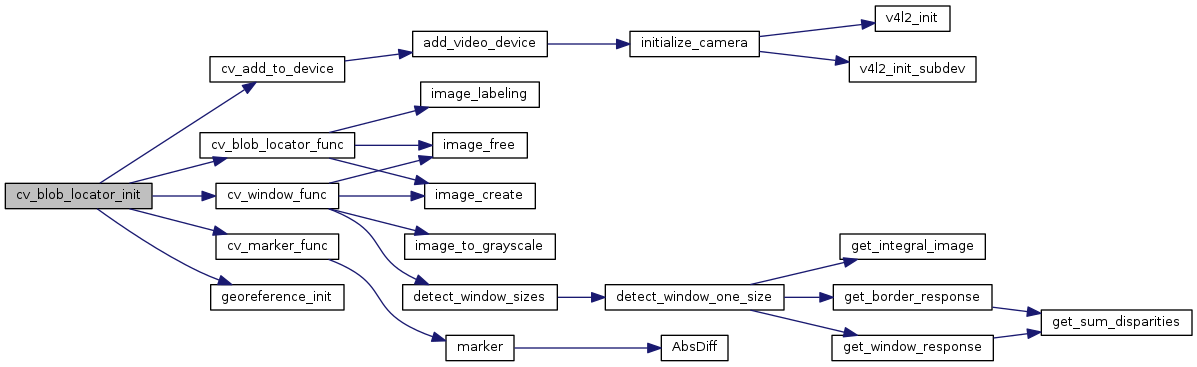 cv_blob_locator_init
cv_add_to_device
cv_blob_locator_func
cv_window_func
cv_marker_func
georeference_init
add_video_device
image_labeling
image_free
image_create
image_to_grayscale
detect_window_sizes
marker
initialize_camera
detect_window_one_size
AbsDiff
v4l2_init
v4l2_init_subdev
get_integral_image
get_border_response
get_window_response
get_sum_disparities